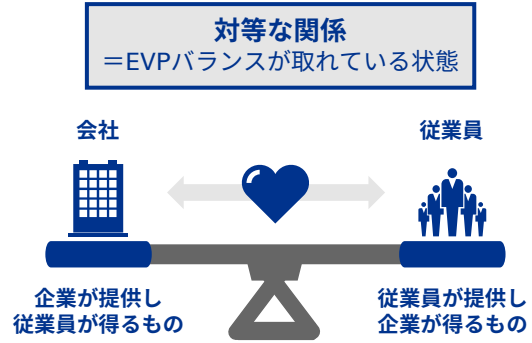 対等な関係
＝EVPバランスが取れている状態
会社
従業員
企業が提供し
従業員が得るもの
従業員が提供し
企業が得るもの